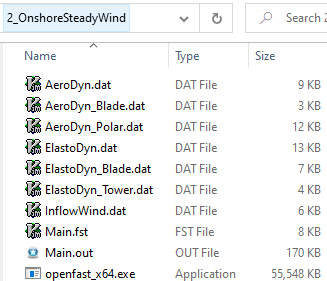 2_OnshoreSteadyWind
Search 2
Name Type Size
AeroDyn.dat DAT File 9 KB
AeroDyn_Blade.dat DAT File 3 KB
AeroDyn_Polar.dat DAT File 12 KB
ElastoDyn.dat DAT File 13 KB
ElastoDyn_Blade.dat DAT File 7 KB
ElastoDyn_Tower.dat DAT File 4 KB
InflowWind.dat DAT File 6 KB
Main.fst FST File 8 KB
Main.out OUT File 170 KB
openfast_x64.exe Application 55,548 KB